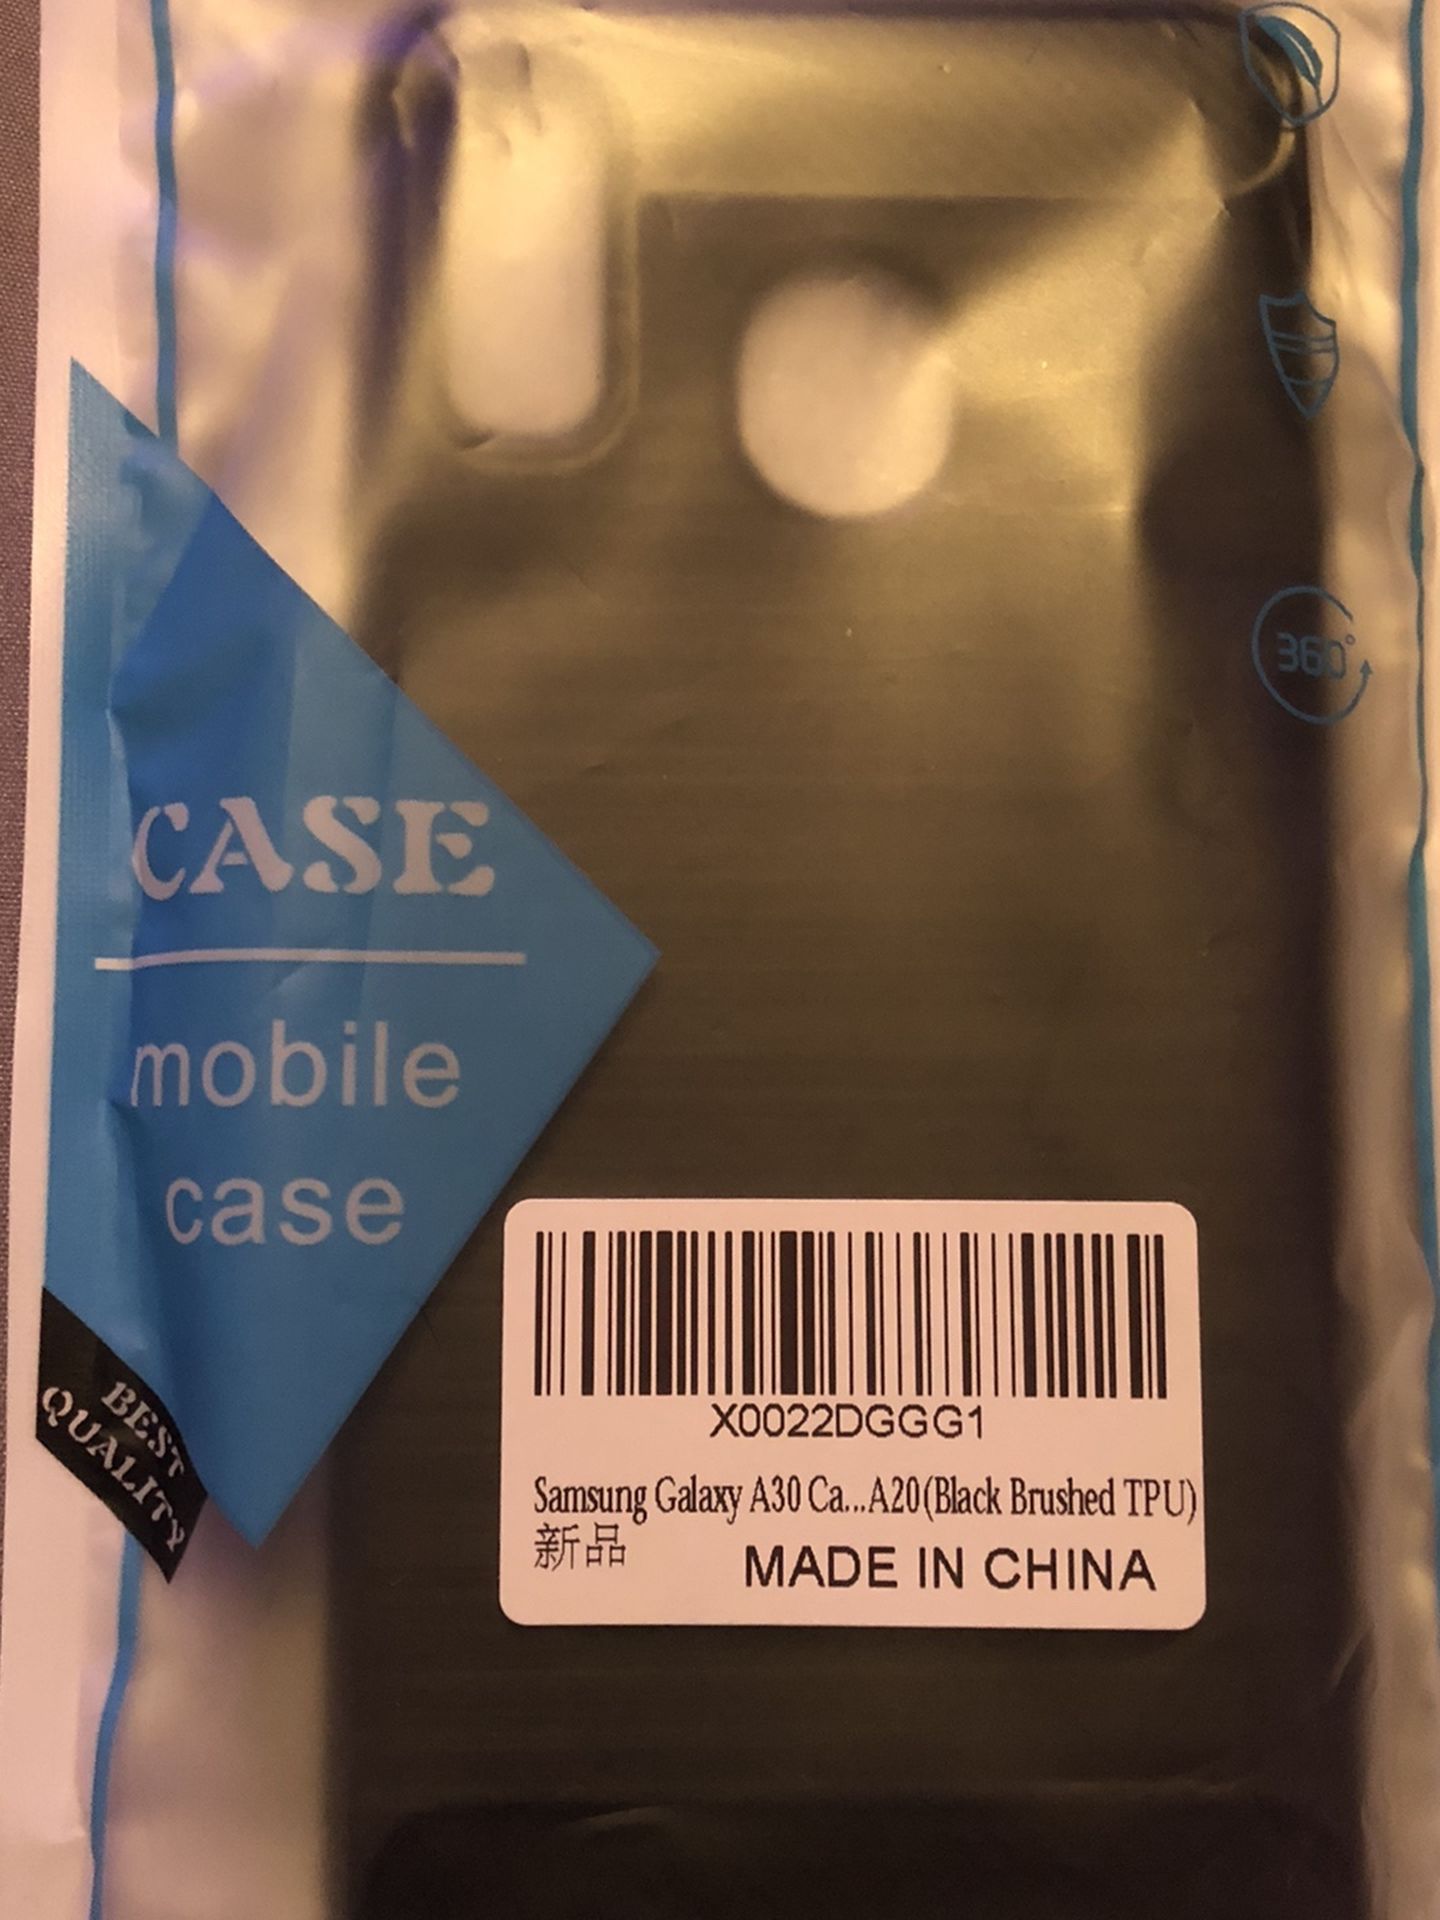 360°
CASE
mobile
case
BEST
QUALITY
X0022DGGG1
Samsung Galaxy A30 Ca...A20(Black Brushed TPU)
新品
MADE IN CHINA